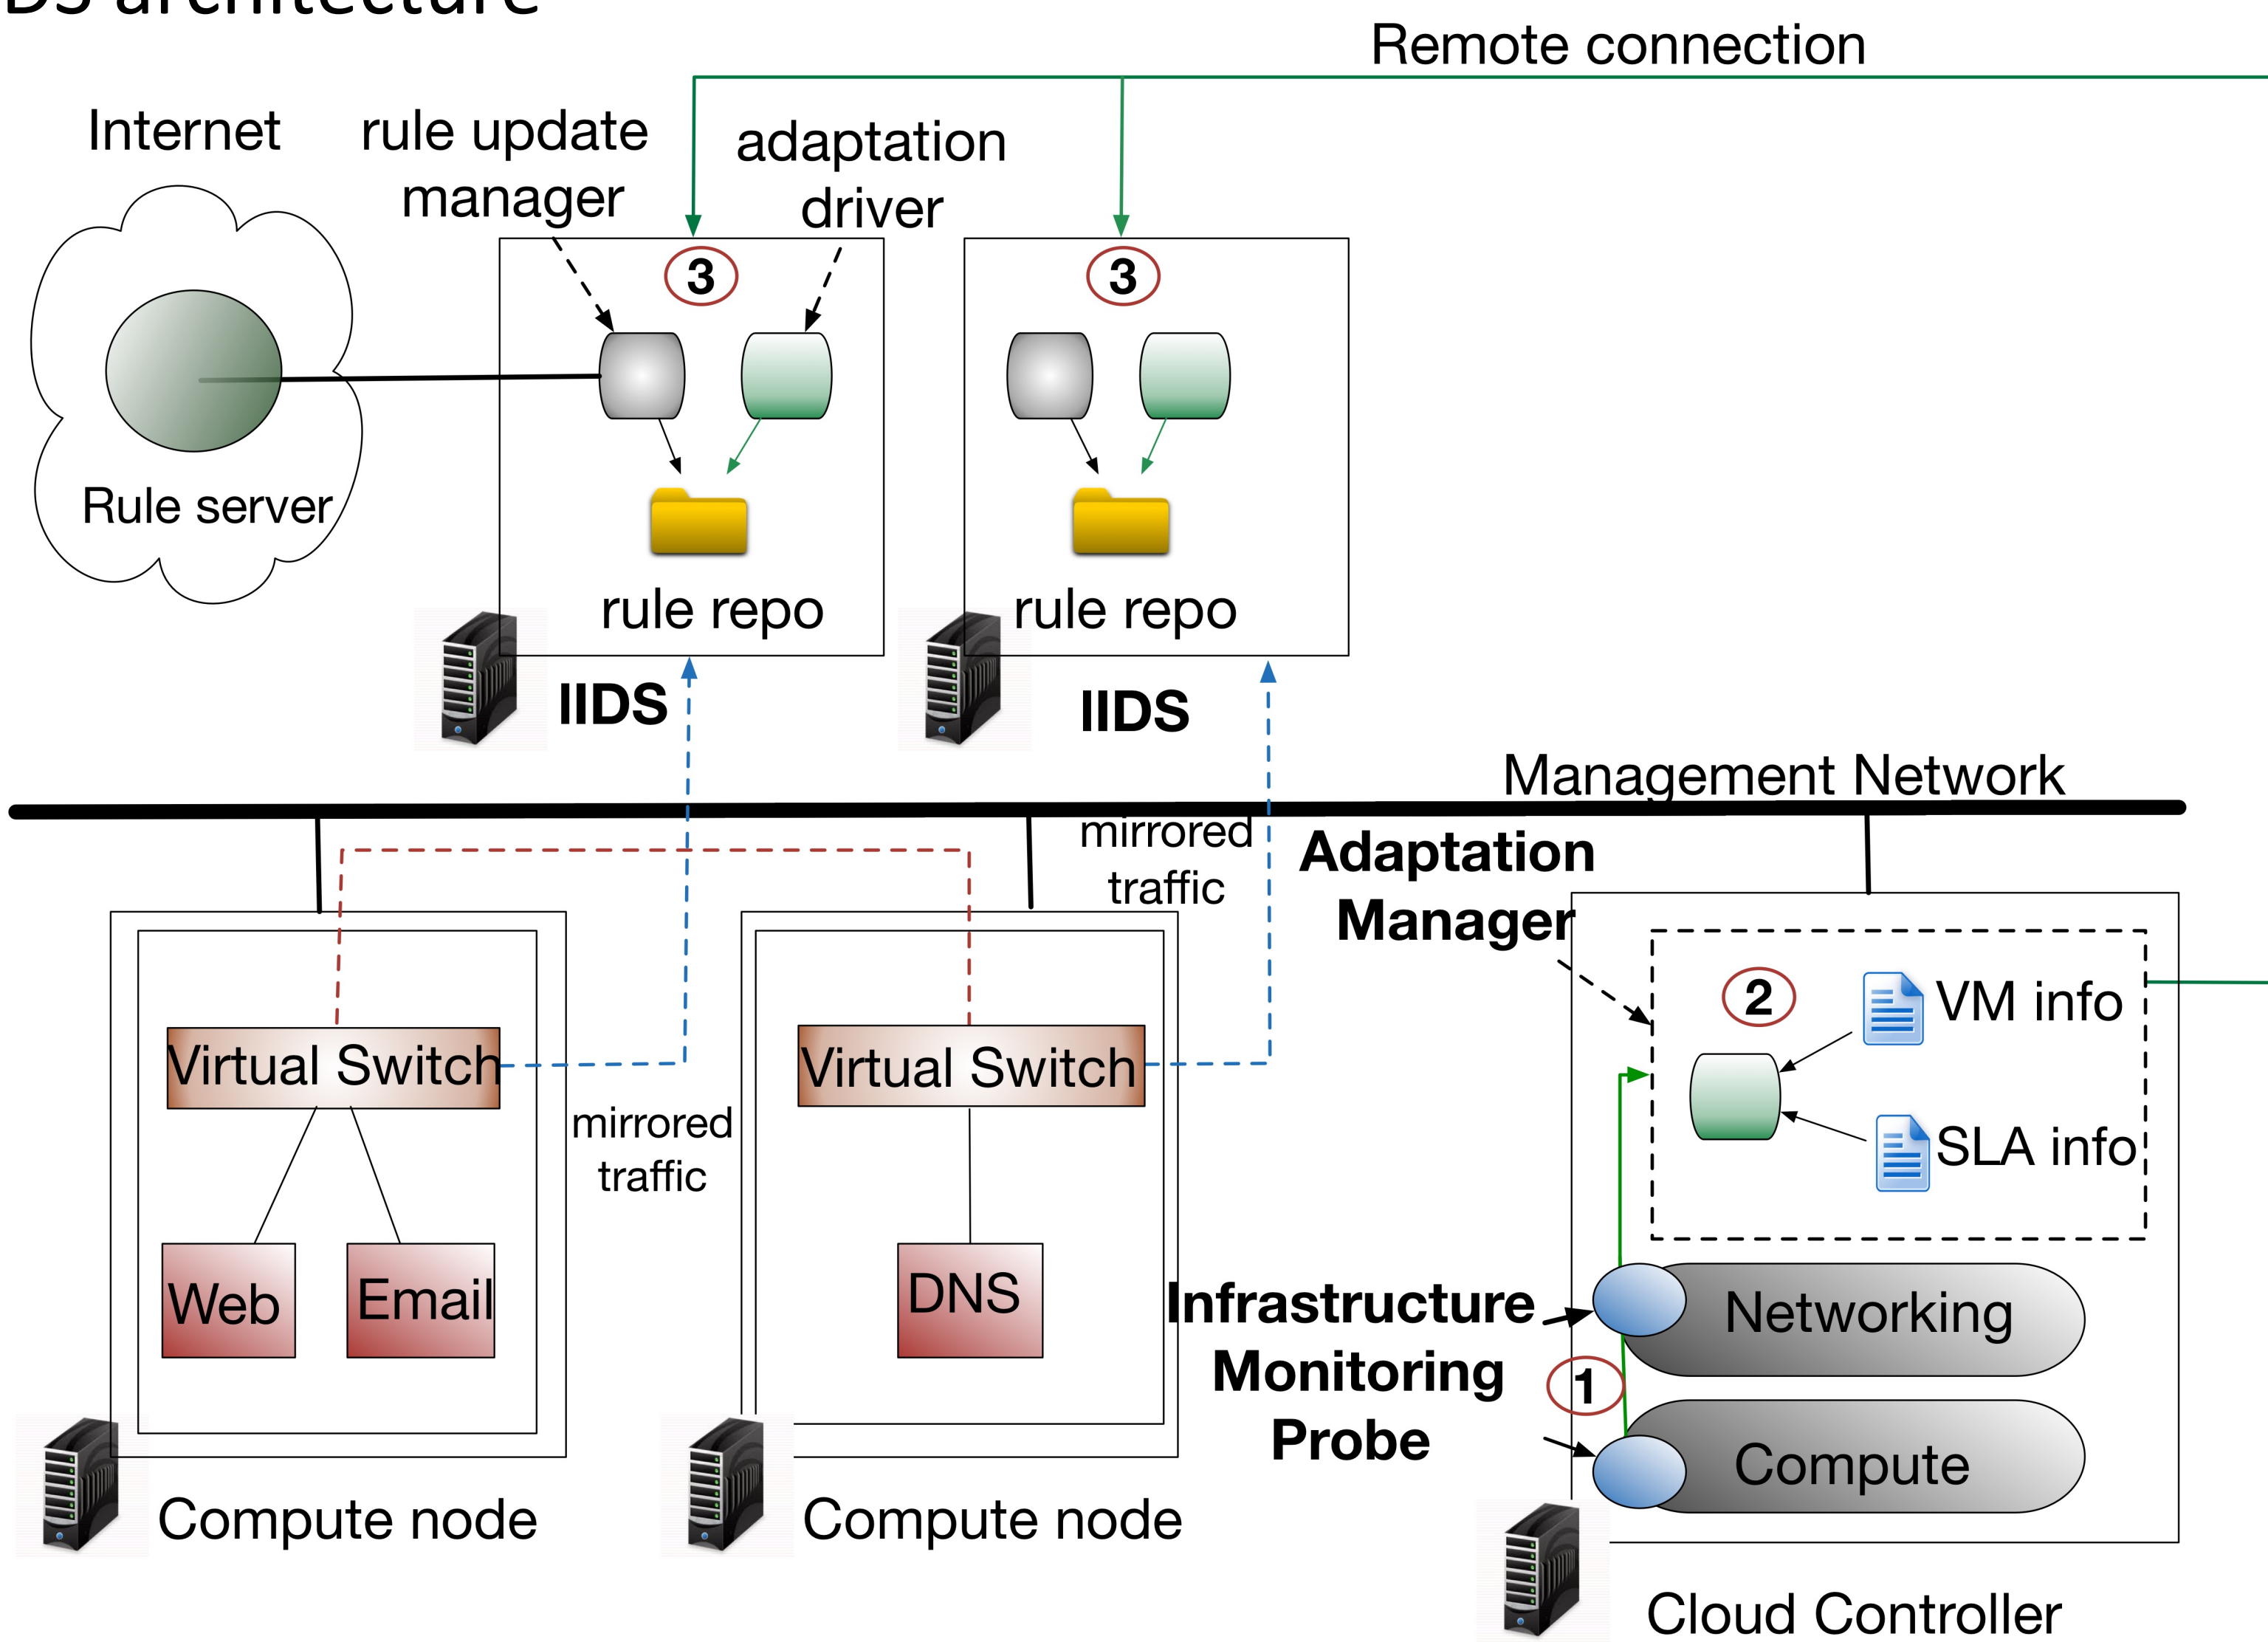 DS architecture
Remote connection
Internet
rule update
manager
adaptation
driver
3
3
Rule server
rule repo
rule repo
IIDS
IIDS
Management Network
mirrored
traffic
Adaptation
Manager
2
VM info
SLA info
Virtual Switch
Virtual Switch
mirrored
traffic
Web
Email
DNS
Infrastructure
Monitoring
Probe
1
Networking
Compute
Compute node
Compute node
Cloud Controller